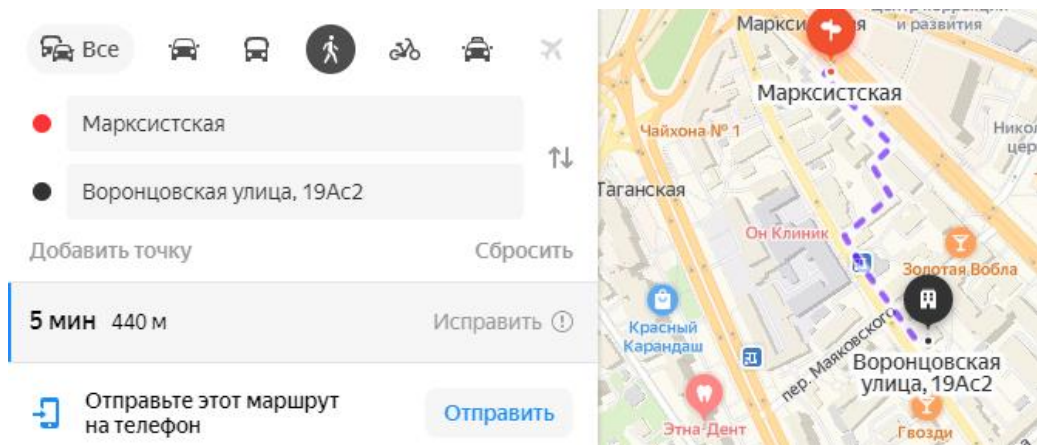 Все
Марксистская
Воронцовская улица, 19Ас2
Добавить точку
Сбросить
5 мин 440 м
Исправить
Отправьте этот маршрут
на телефон
Отправить
и развития
Марксистская
Чайхона № 1
Таганская
Он Клиник
Золотая Вобла
Красный
Карандаш
пер. Маяковского
Воронцовская
улица, 19Ас2
Этна-Дент
Гвозди